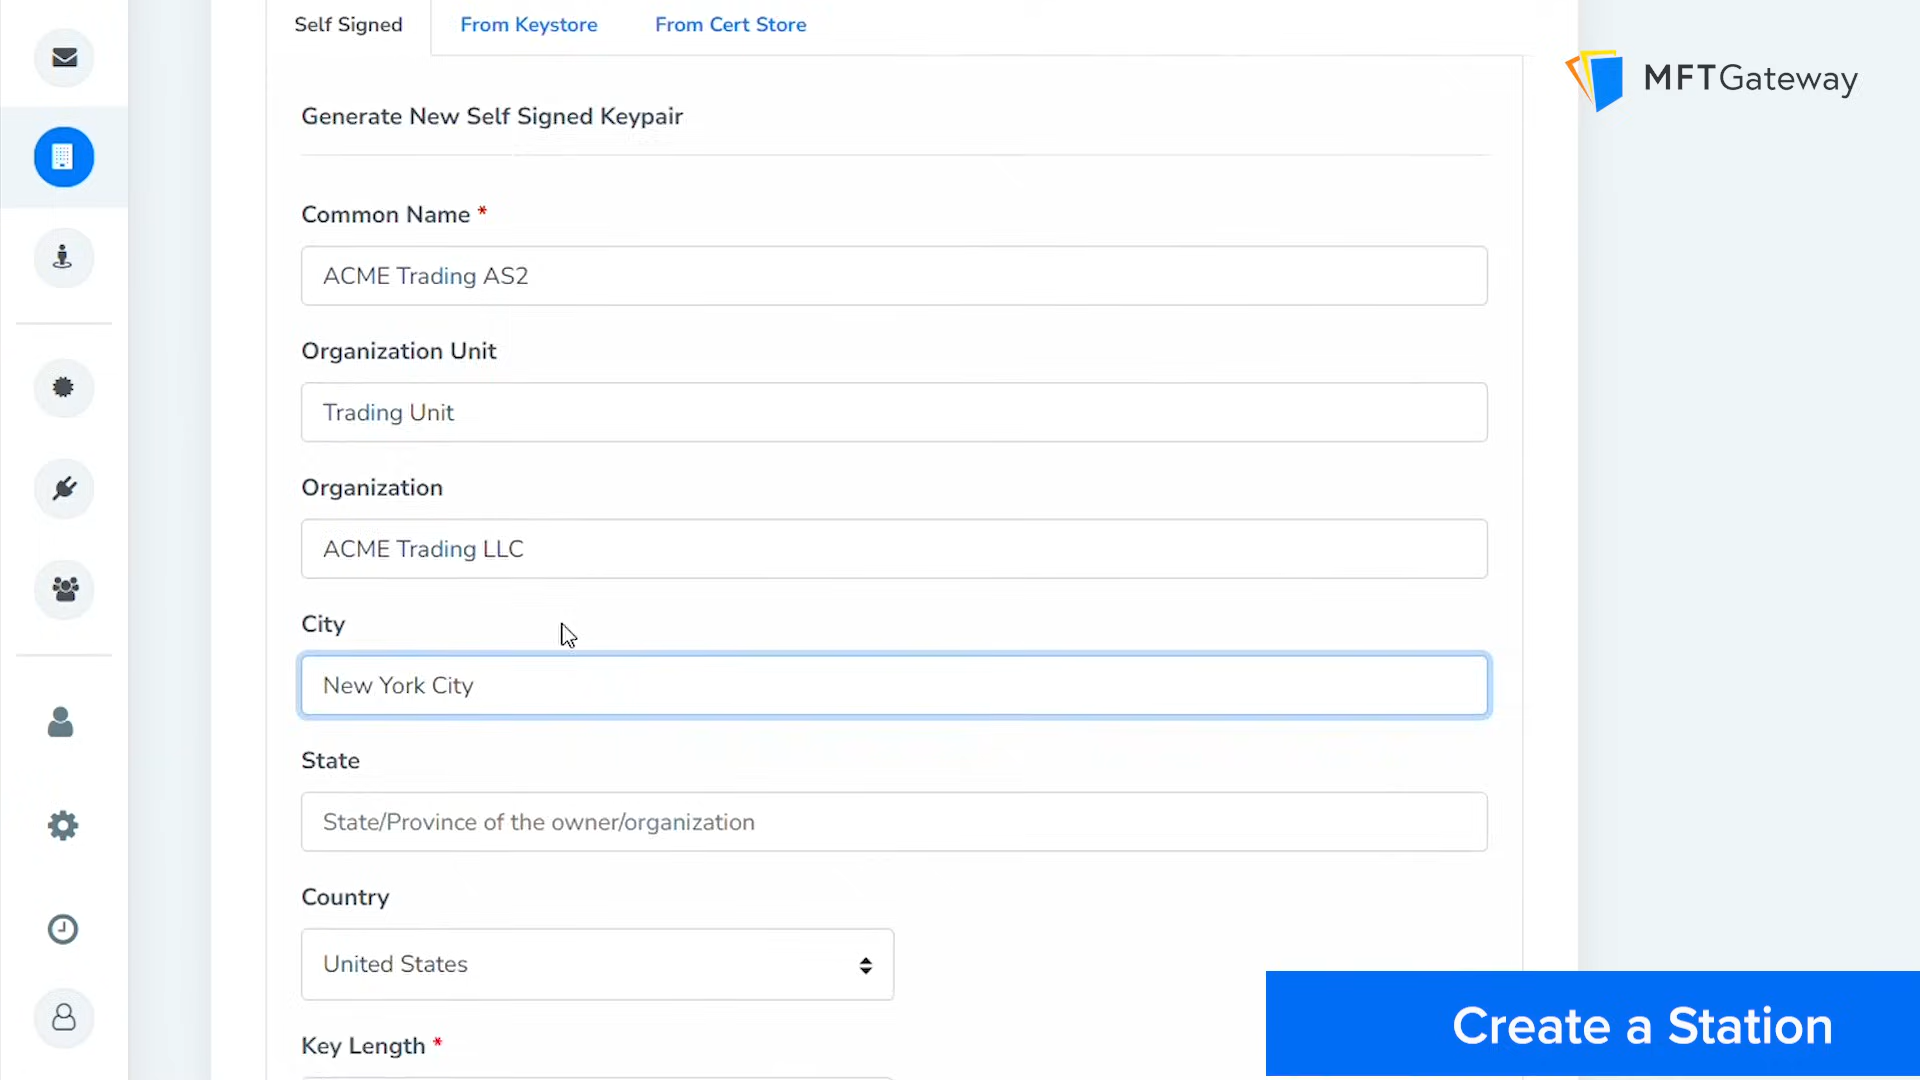 Self Signed
From Keystore
From Cert Store
MFTGateway
Generate New Self Signed Keypair
Common Name *
ACME Trading AS2
Organization Unit
Trading Unit
Organization
ACME Trading LLC
City
New York City
State
State/Province of the owner/organization
Country
United States
Key Length *
Create a Station